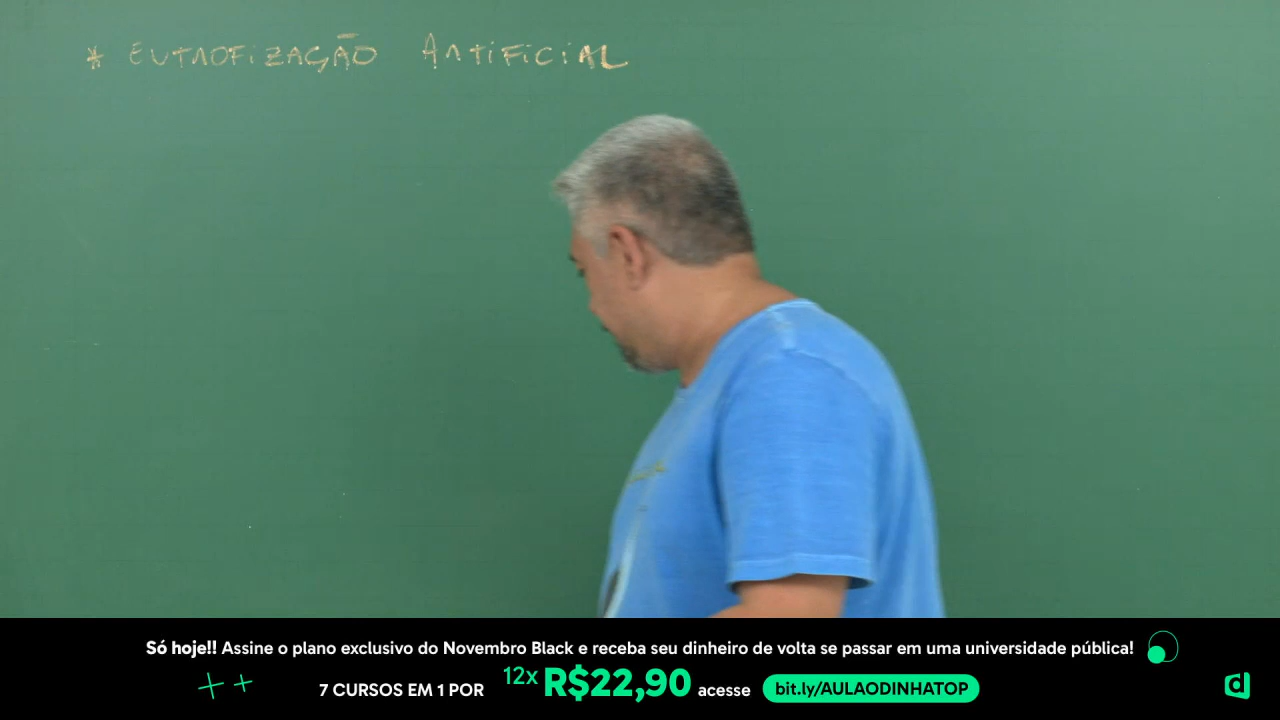 * EUTROFIZAÇÃO ARTIFICIAL
Só hoje!! Assine o plano exclusivo do Novembro Black e receba seu dinheiro de volta se passar em uma universidade pública!
7 CURSOS EM 1 POR 12x R$22,90 acesse bit.ly/AULAODINHATOP